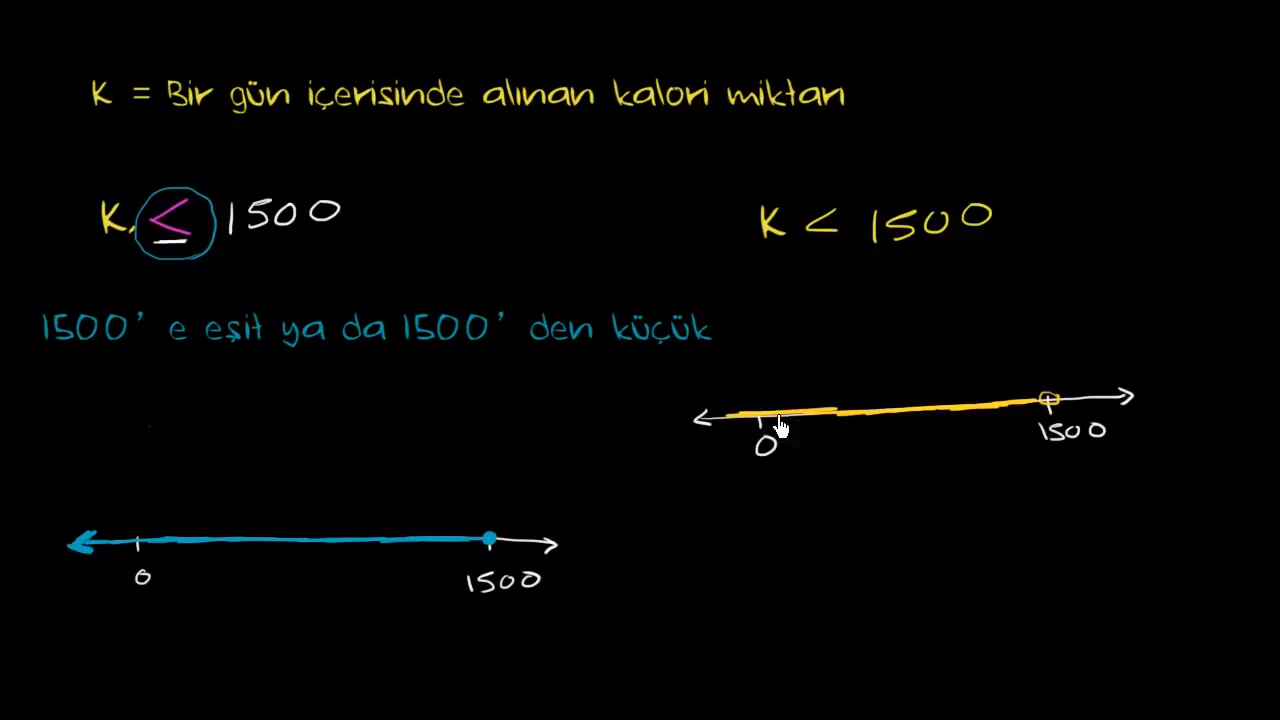 K = Bir gün içerisinde alınan kalori miktarı
K ≤ 1500
K < 1500
1500' e eşit ya da 1500' den küçük
0
1500
0
1500